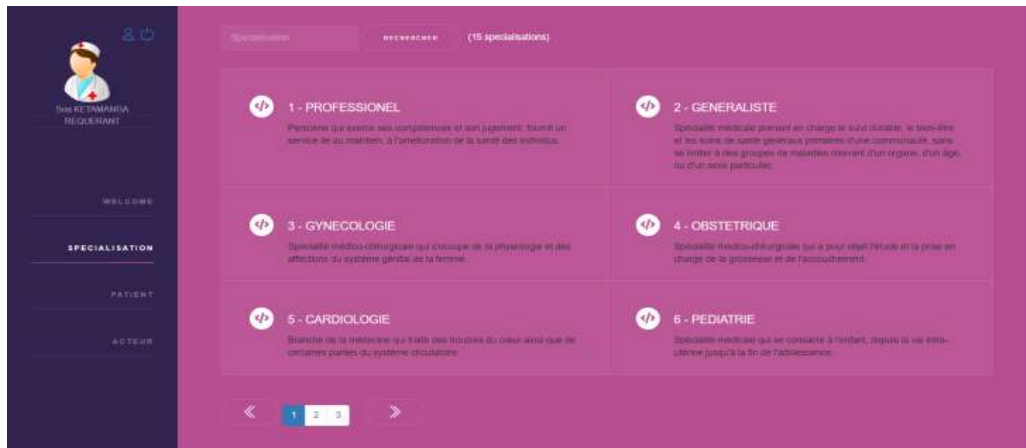 Spécialisation RECHERCHER (15 specialisations)
KETAMANGA
REQUERANT
WELCOME
SPECIALISATION
PATIENT
ACTEUR
1 - PROFESSIONEL
Personne qui exerce ses compétences et son jugement, fournit un
service lié au maintien, à l'amélioration de la santé des individus.
2 - GENERALISTE
Spécialité médicale prenant en charge le suivi durable, le bien-être
et les soins de santé généraux primaires d'une communauté, sans
se limiter à des groupes de maladies relevant d'un organe, d'un âge,
ou d'un sexe particulier.
3 - GYNECOLOGIE
Spécialité médico-chirurgicale qui s'occupe de la physiologie et des
affections du système génital de la femme.
4 - OBSTETRIQUE
Spécialité médico-chirurgicale qui a pour objet l'étude et la prise en
charge de la grossesse et de l'accouchement.
5 - CARDIOLOGIE
Branche de la médecine qui traite des troubles du cœur ainsi que de
certaines parties du système circulatoire.
6 - PEDIATRIE
Spécialité médicale qui se consacre à l'enfant, depuis la vie intra-
utérine jusqu'à la fin de l'adolescence.
« 1 2 3 »